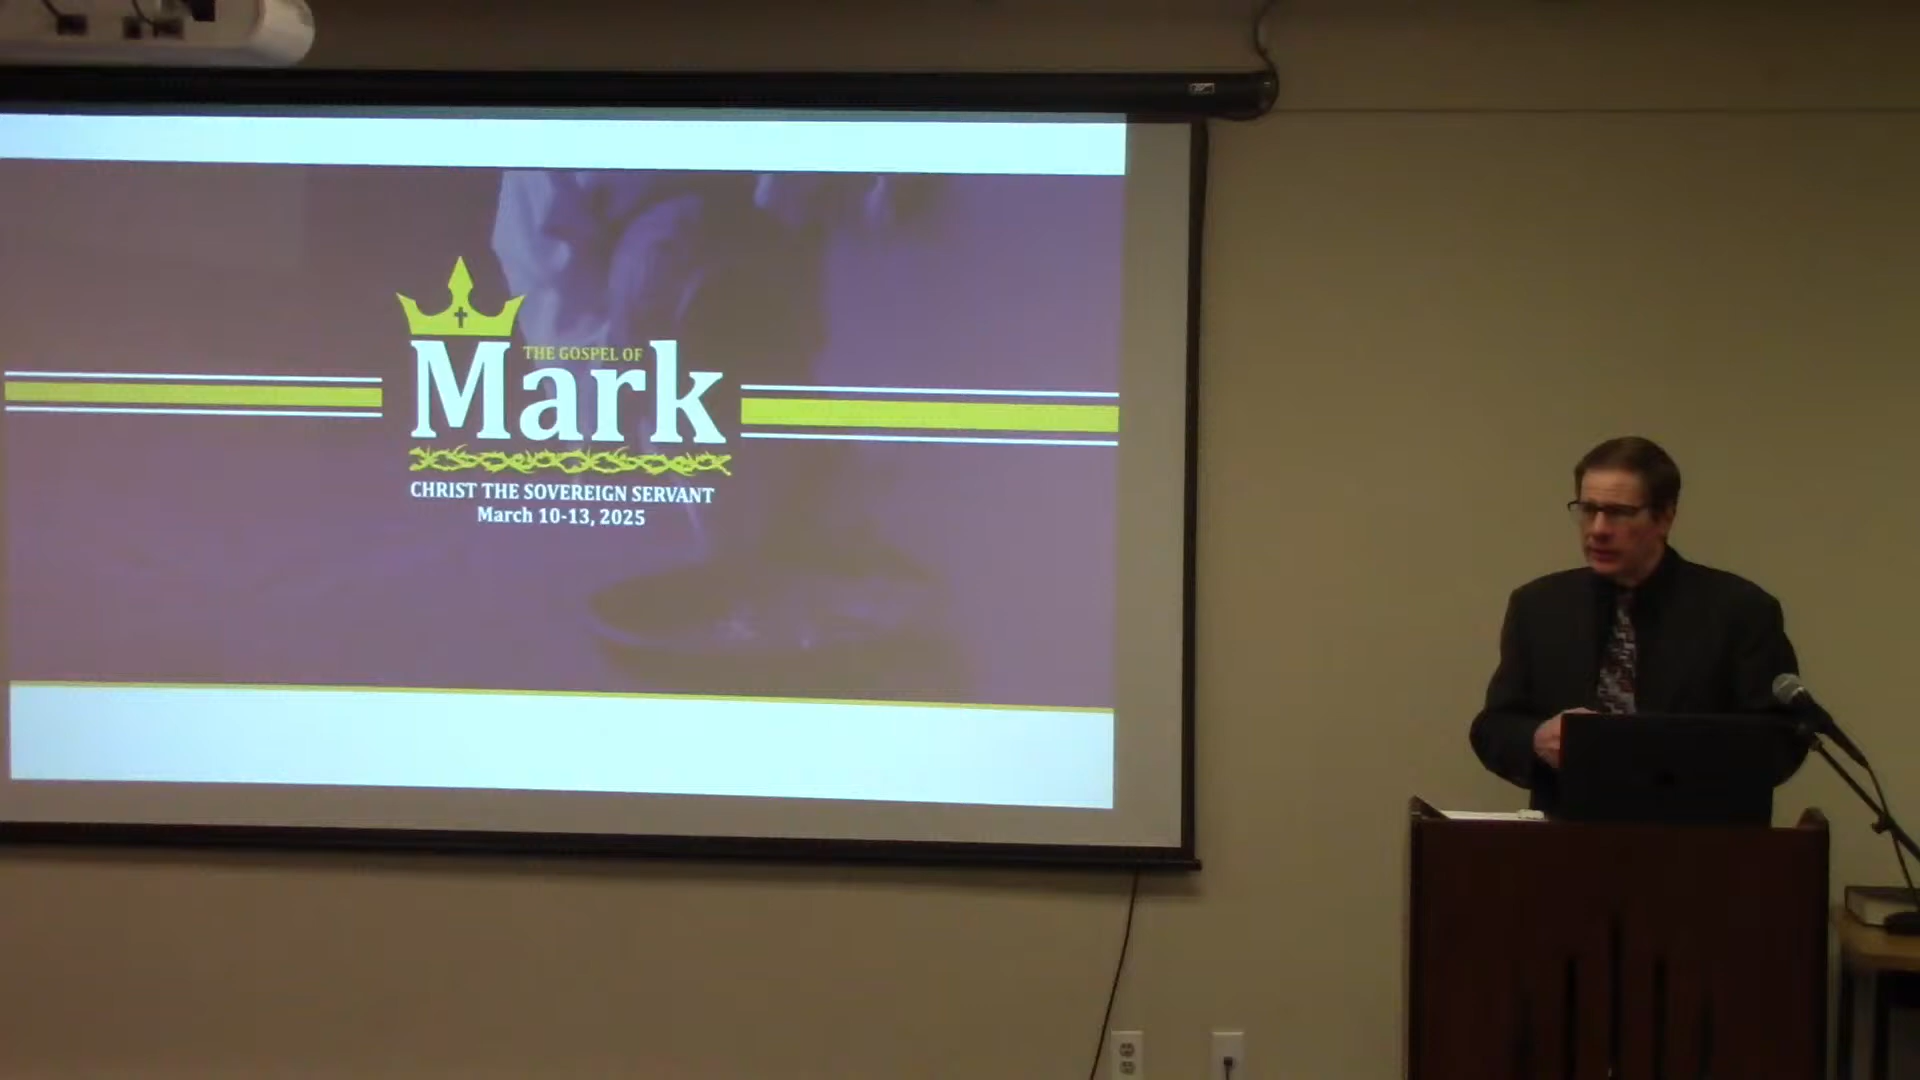 THE GOSPEL OF
Mark
CHRIST THE SOVEREIGN SERVANT
March 10-13, 2025